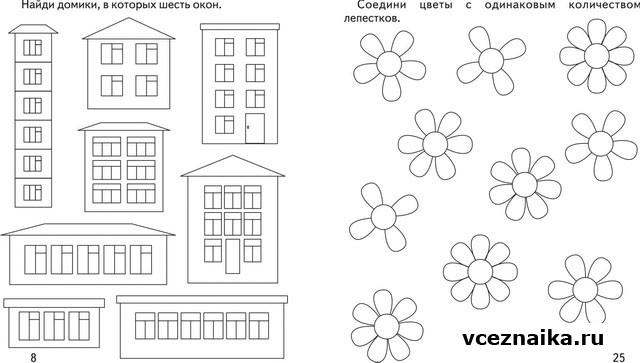 Найди домики, в которых шесть окон.
Соедини цветы с одинаковым количеством
лепестков.
8
vceznaika.ru
25